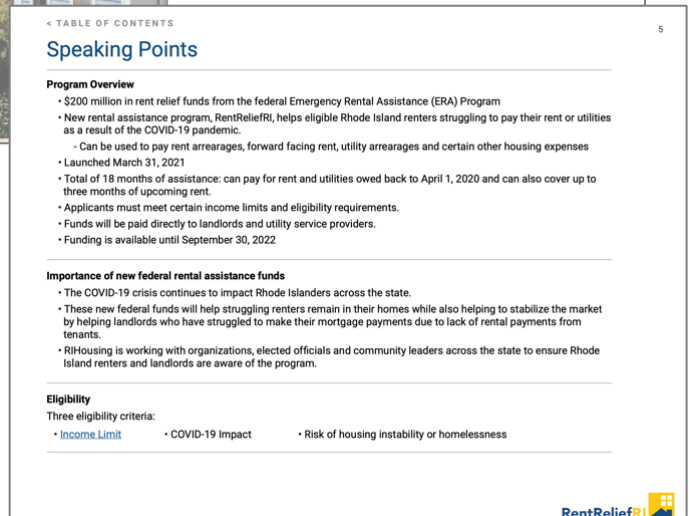 < TABLE OF CONTENTS
5
Speaking Points
Program Overview
• $200 million in rent relief funds from the federal Emergency Rental Assistance (ERA) Program
• New rental assistance program, RentReliefRI, helps eligible Rhode Island renters struggling to pay their rent or utilities
as a result of the COVID-19 pandemic.
- Can be used to pay rent arrearages, forward facing rent, utility arrearages and certain other housing expenses
• Launched March 31, 2021
• Total of 18 months of assistance: can pay for rent and utilities owed back to April 1, 2020 and can also cover up to
three months of upcoming rent.
• Applicants must meet certain income limits and eligibility requirements.
• Funds will be paid directly to landlords and utility service providers.
• Funding is available until September 30, 2022
Importance of new federal rental assistance funds
• The COVID-19 crisis continues to impact Rhode Islanders across the state.
• These new federal funds will help struggling renters remain in their homes while also helping to stabilize the market
by helping landlords who have struggled to make their mortgage payments due to lack of rental payments from
tenants.
• RIHousing is working with organizations, elected officials and community leaders across the state to ensure Rhode
Island renters and landlords are aware of the program.
Eligibility
Three eligibility criteria:
• Income Limit • COVID-19 Impact • Risk of housing instability or homelessness
RentReliefRI